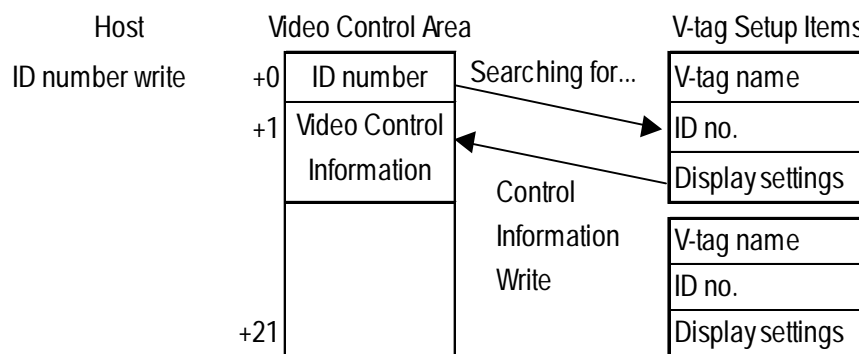 Host
Video Control Area
V-tag Setup Items
ID number write
+0
ID number
Searching for...
V-tag name
+1
Video Control
Information
ID no.
Display settings
Control
Information
Write
V-tag name
ID no.
+21
Display settings